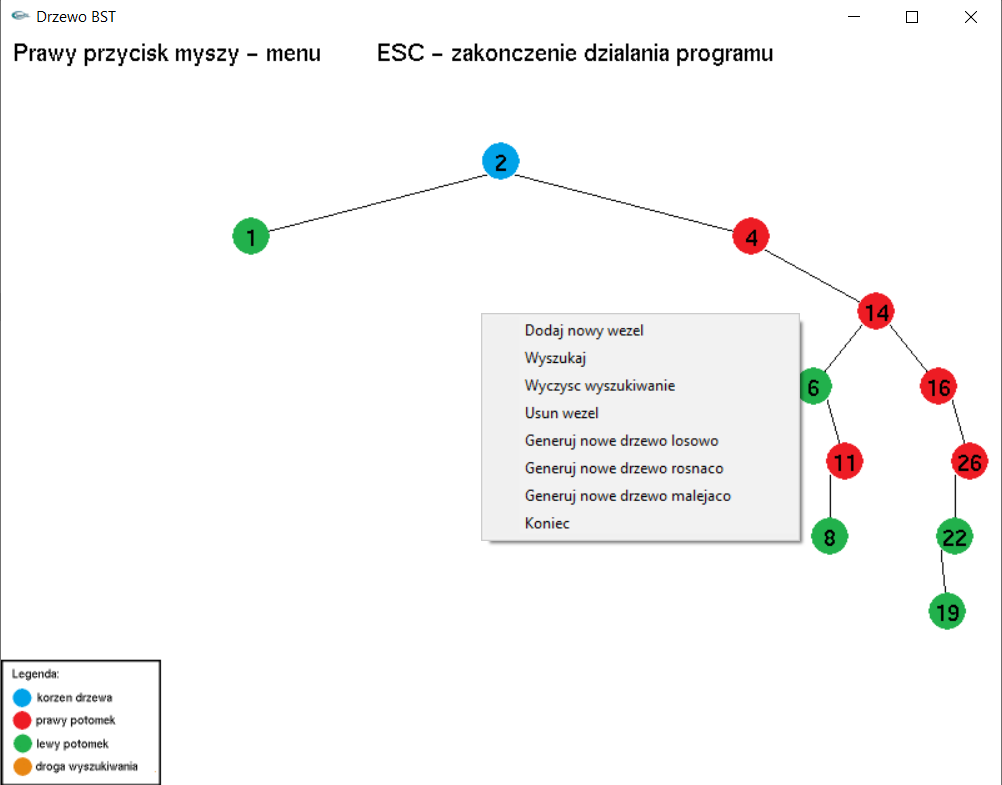 Drzewo BST
Prawy przycisk myszy – menu ESC – zakonczenie dzialania programu
2
1
4
14
6
16
11
26
8
22
19
Dodaj nowy wezel
Wyszukaj
Wyczysc wyszukiwanie
Usun wezel
Generuj nowe drzewo losowo
Generuj nowe drzewo rosnaco
Generuj nowe drzewo malejaco
Koniec
Legenda:
korzen drzewa
prawy potomek
lewy potomek
droga wyszukiwania